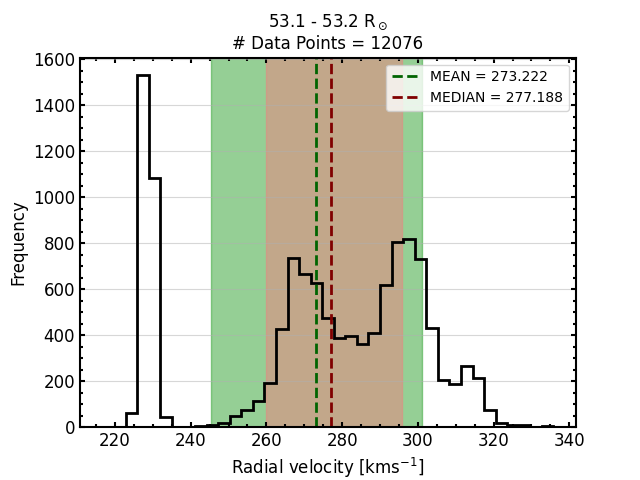 53.1 - 53.2 R⊙
# Data Points = 12076
1600
1400
1200
1000
800
600
400
200
0
Frequency
MEAN = 273.222
MEDIAN = 277.188
220 240 260 280 300 320 340
Radial velocity [kms⁻¹]